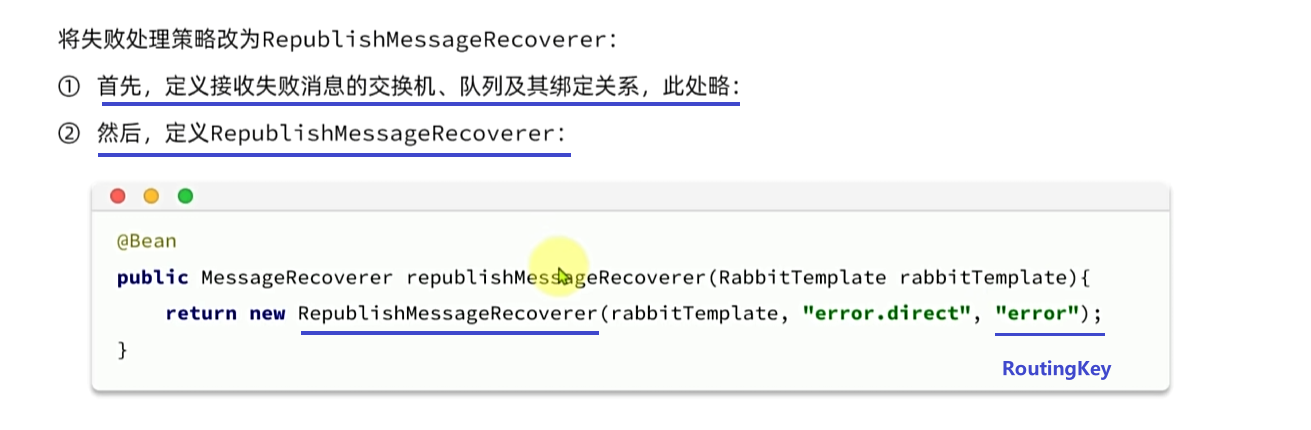 将失败处理策略改为RepublishMessageRecoverer：
① 首先，定义接收失败消息的交换机、队列及其绑定关系，此处略：
② 然后，定义RepublishMessageRecoverer：
@Bean
public MessageRecoverer republishMessageRecoverer(RabbitTemplate rabbitTemplate){
return new RepublishMessageRecoverer(rabbitTemplate, "error.direct", "error");
}
RoutingKey